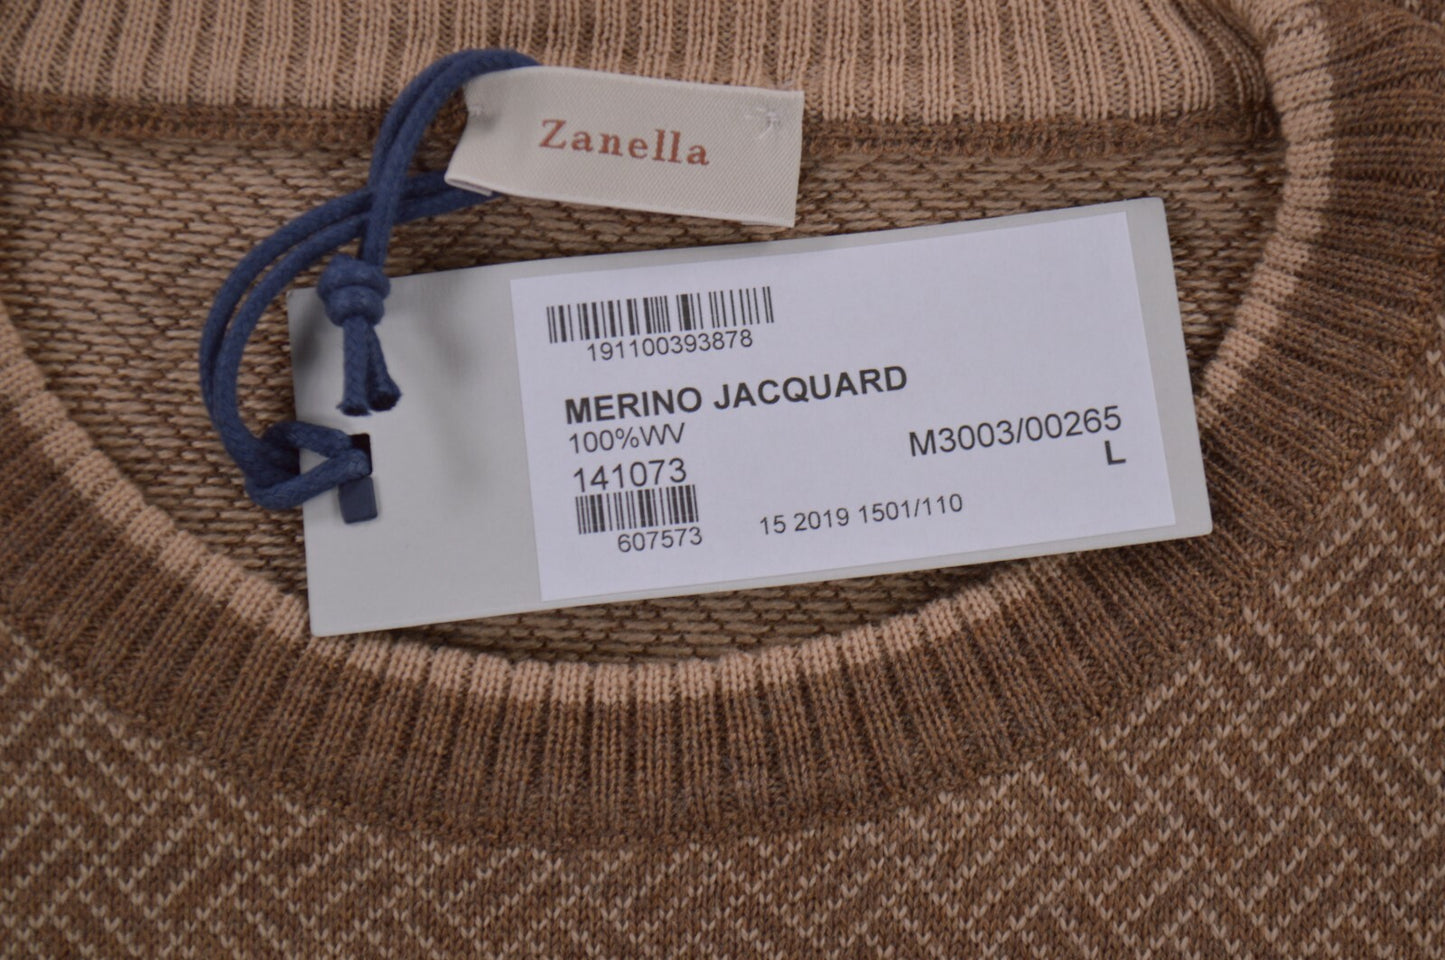 Zanella
191100393878
MERINO JACQUARD
100%WV
M3003/00265
141073
L
607573
15 2019 1501/110